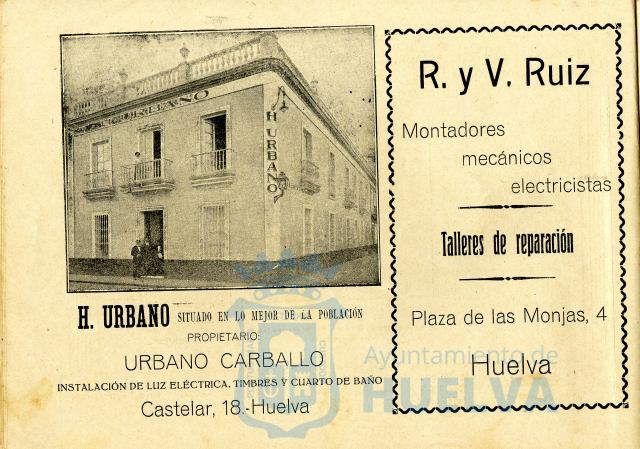 H URBANO
H. URBANO SITUADO EN LO MEJOR DE LA POBLACIÓN
PROPIETARIO:
URBANO CARBALLO
INSTALACIÓN DE LUZ ELÉCTRICA, TIMBRES Y CUARTO DE BAÑO
Castelar, 18.-Huelva
R. y V. Ruiz
Montadores
mecánicos
electricistas
Talleres de reparación
Plaza de las Monjas, 4
Huelva
Ayuntamiento de
HUELVA